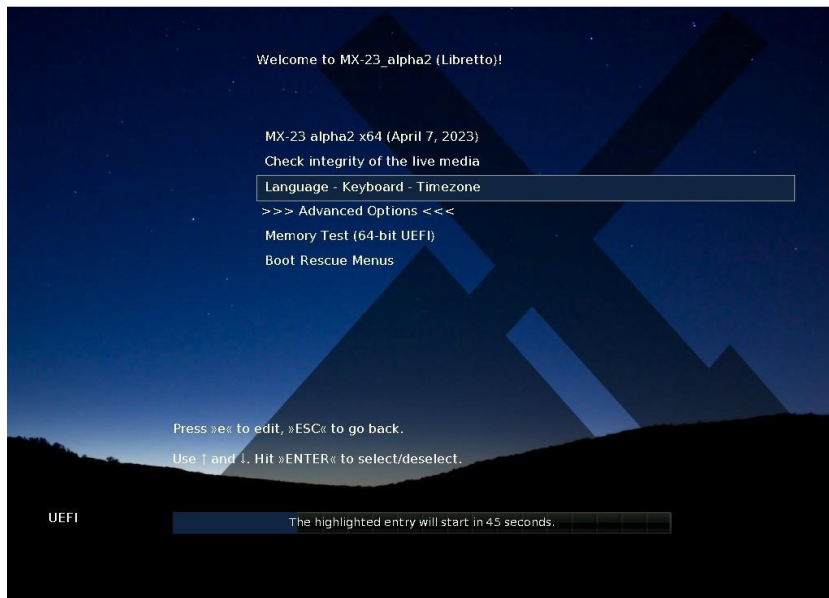 Welcome to MX-23_alpha2 (Libretto)!
MX-23 alpha2 x64 (April 7, 2023)
Check integrity of the live media
Language - Keyboard - Timezone
>>> Advanced Options <<<
Memory Test (64-bit UEFI)
Boot Rescue Menus
Press »e« to edit, »ESC« to go back.
Use ↑ and ↓. Hit »ENTER« to select/deselect.
UEFI
The highlighted entry will start in 45 seconds.